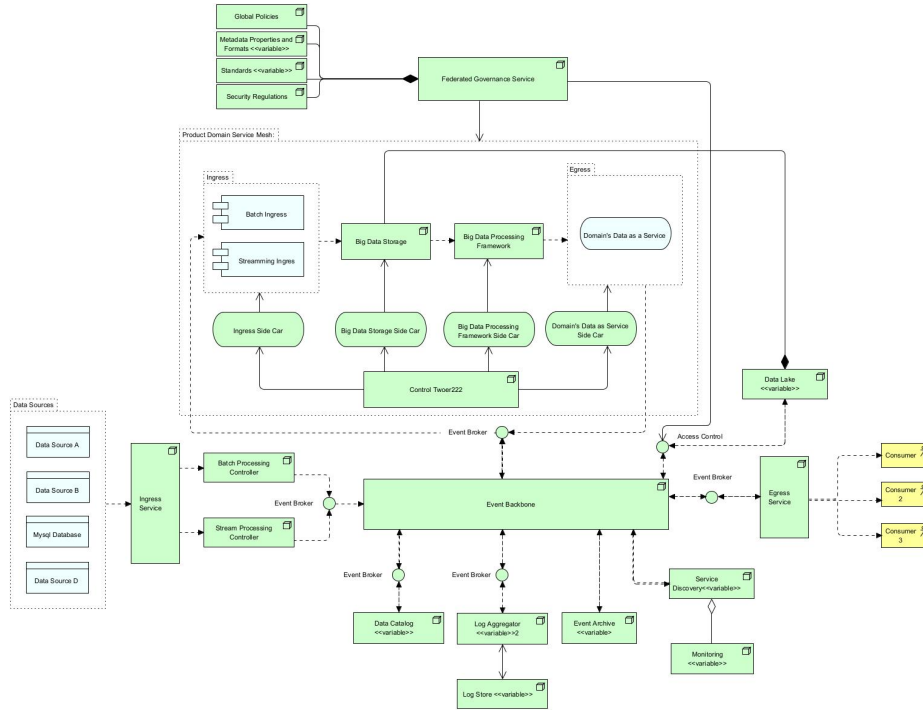 Global Policies
Metadata Properties and
Formats <<variable>>
Standards <<variable>>
Security Regulations
Federated Governance Service
Product Domain Service Mesh:
Ingress
Batch Ingress
Streamming Ingres
Big Data Storage
Big Data Processing
Framework
Egress
Domain's Data as a Service
Ingress Side Car
Big Data Storage Side Car
Big Data Processing
Framework Side Car
Domain's Data as Service
Side Car
Control Twoer222
Data Lake
<<variable>>
Data Sources
Data Source A
Data Source B
Mysql Database
Data Source D
Ingress
Service
Batch Processing
Controller
Stream Processing
Controller
Event Broker
Event Broker
Access Control
Event Backbone
Event Broker
Egress
Service
Consumer
Consumer
2
Consumer
3
Event Broker
Event Broker
Data Catalog
<<variable>>
Log Aggregator
<<variable>>2
Event Archive
<<variable>
Service
Discovery<<variable>>
Monitoring
<<variable>>
Log Store <<variable>>